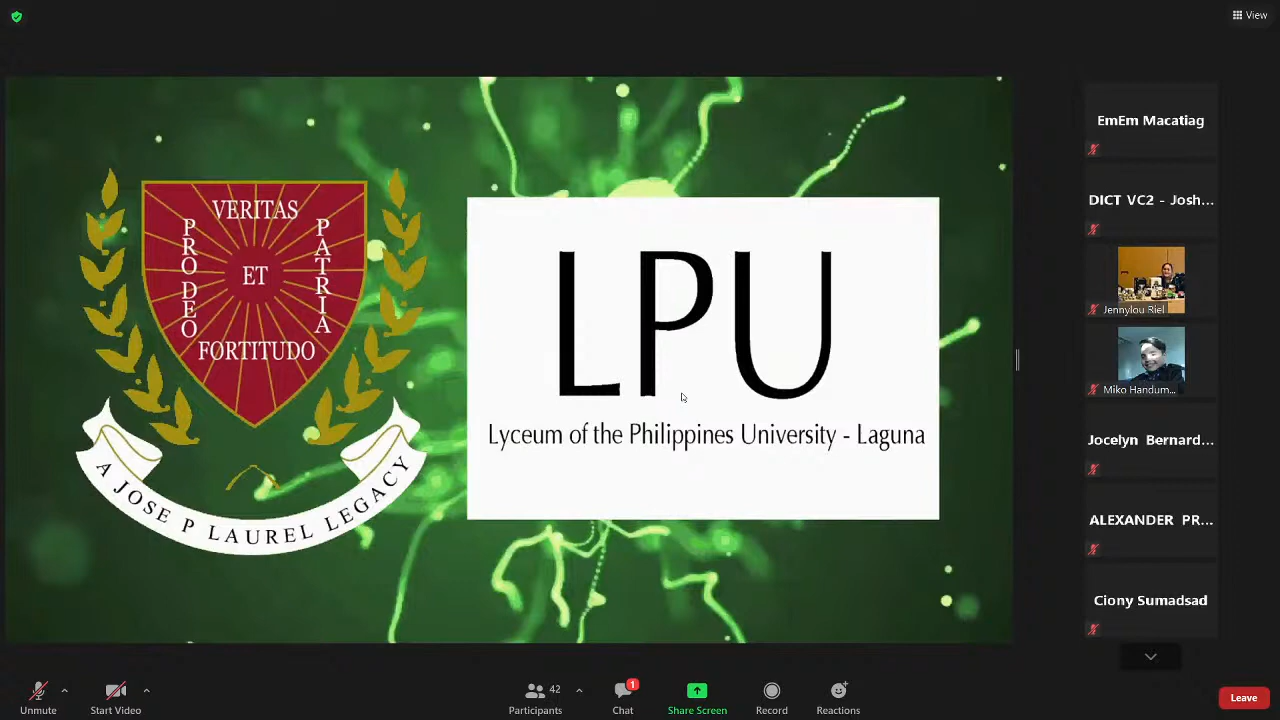 View
VERITAS
PRO DEO
ET
PATRIA
FORTITUDO
A JOSE P LAUREL LEGACY
LPU
Lyceum of the Philippines University - Laguna
EmEm Macatiag
DICT VC2 - Josh...
Jennylou Riel
Miko Handum...
Jocelyn Bernard...
ALEXANDER PR...
Ciony Sumadsad
Unmute
Start Video
42
Participants
1
Chat
Share Screen
Record
Reactions
Leave